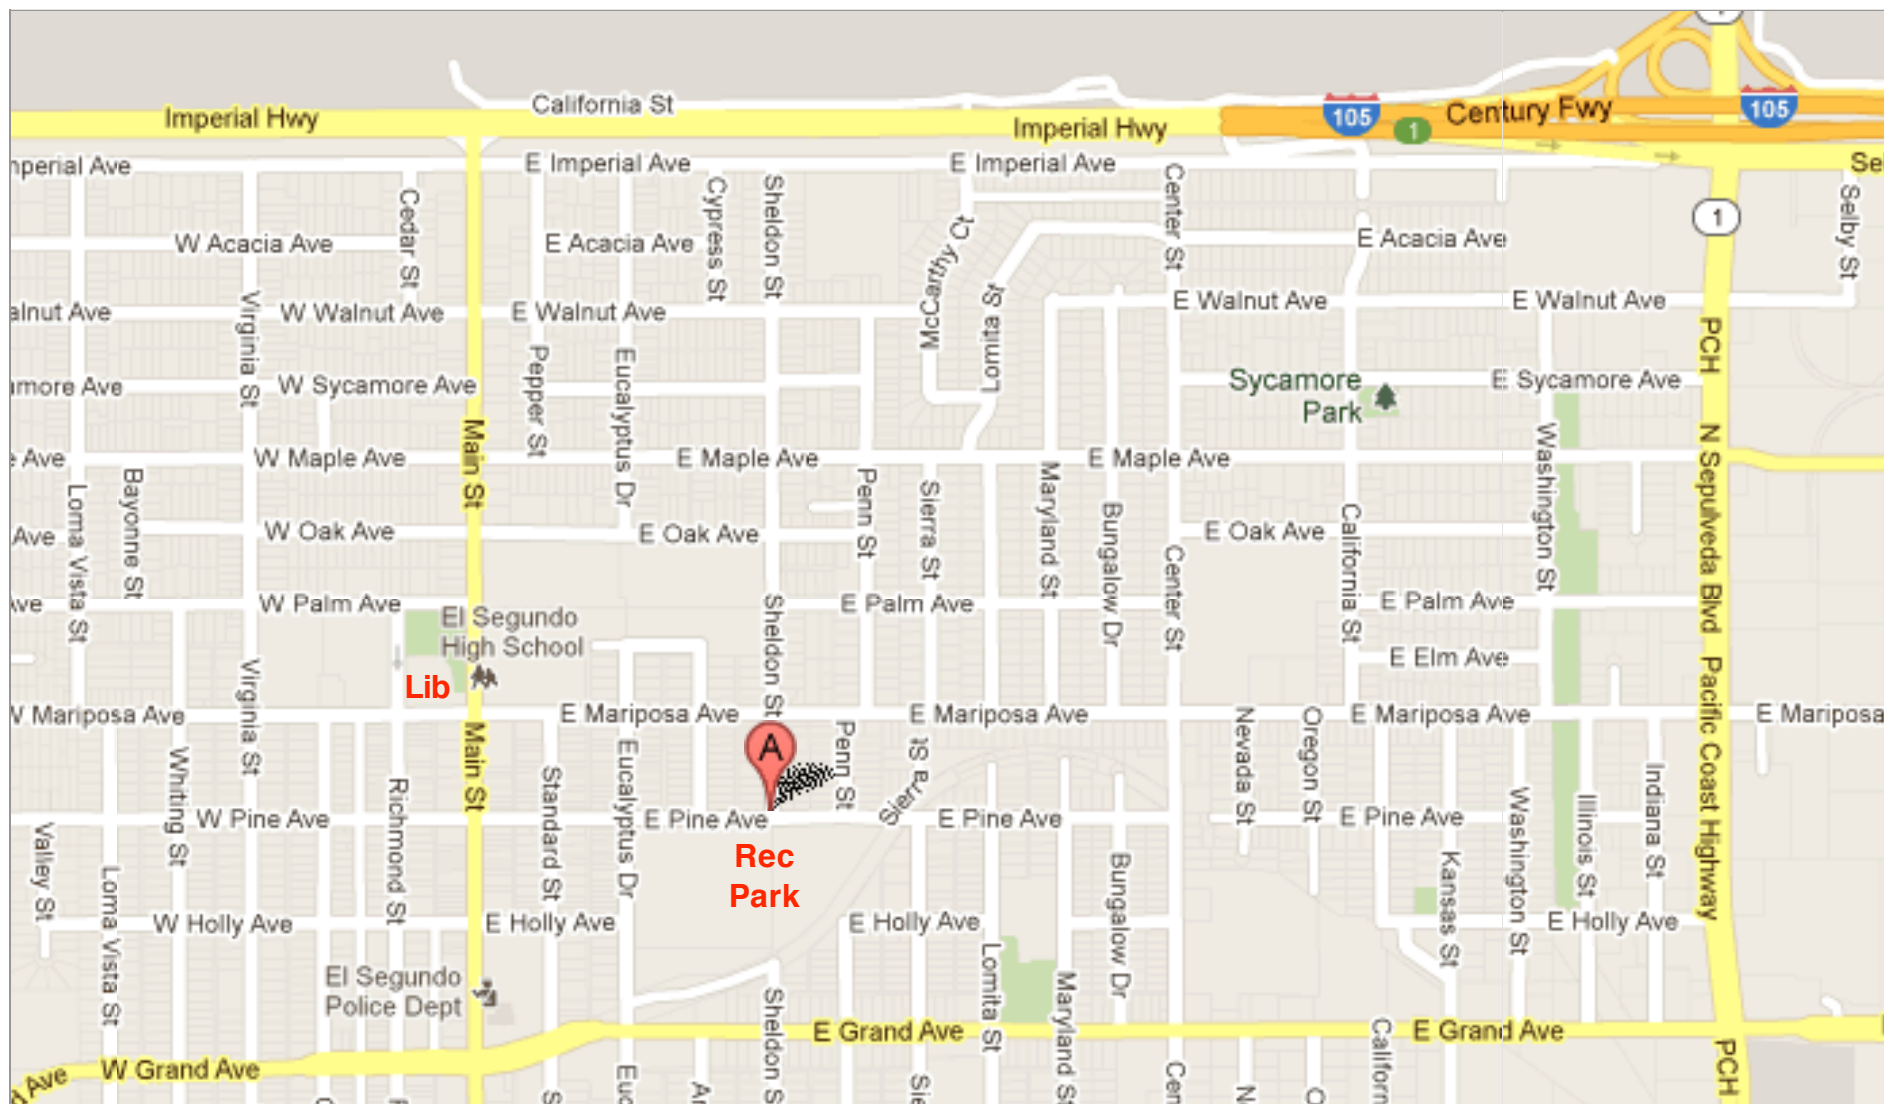 California St
Imperial Hwy
Imperial Hwy
105
1
Century Fwy
105
nperial Ave
E Imperial Ave
E Imperial Ave
Sel
1
W Acacia Ave
Cedar St
E Acacia Ave
Cypress St
Sheldon St
McCarthy Ct
Lomita St
Center St
E Acacia Ave
Selby St
alnut Ave
Virginia St
W Walnut Ave
E Walnut Ave
E Walnut Ave
E Walnut Ave
PCH
amore Ave
W Sycamore Ave
Pepper St
Eucalyptus Dr
Sycamore
Park
E Sycamore Ave
e Ave
W Maple Ave
Main St
E Maple Ave
E Maple Ave
Washington St
N Sepulveda Blvd
Loma Vista St
Bayonne St
Penn St
Sierra St
Maryland St
Bungalow Dr
Center St
California St
Ave
W Oak Ave
E Oak Ave
E Oak Ave
ve
W Palm Ave
El Segundo
High School
Sheldon St
E Palm Ave
E Palm Ave
E Elm Ave
Lib
Virginia St
Pacific Coast Highway
W Mariposa Ave
E Mariposa Ave
E Mariposa Ave
E Mariposa Ave
E Mariposa
Main St
A
Penn St
Sierra St
Nevada St
Oregon St
Whiting St
Richmond St
Standard St
Eucalyptus Dr
Washington St
Illinois St
Indiana St
W Pine Ave
E Pine Ave
E Pine Ave
E Pine Ave
Rec
Park
Valley St
Loma Vista St
Bungalow Dr
Kansas St
W Holly Ave
E Holly Ave
E Holly Ave
E Holly Ave
El Segundo
Police Dept
Sheldon S
Lomita St
Maryland St
Californ
E Grand Ave
E Grand Ave
PCH
W Grand Ave
d Ave
Euc
Sie
Cen